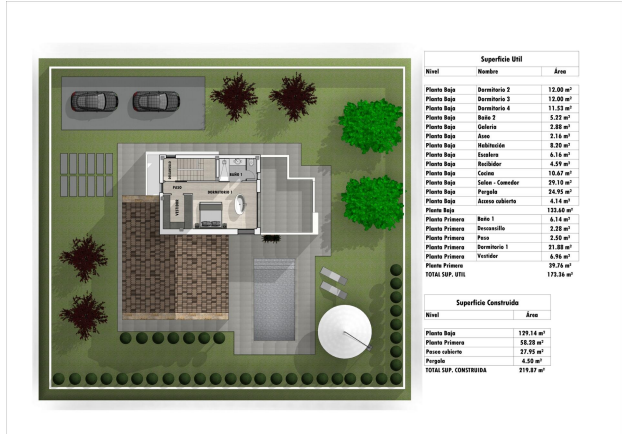 Superficie Util
Nivel Nombre Área
Planta Baja Dormitorio 2 12.00 m²
Planta Baja Dormitorio 3 12.00 m²
Planta Baja Dormitorio 4 11.53 m²
Planta Baja Baño 2 5.22 m²
Planta Baja Galeria 2.88 m²
Planta Baja Aseo 2.16 m²
Planta Baja Habitación 8.20 m²
Planta Baja Escalera 6.16 m²
Planta Baja Recibidor 4.59 m²
Planta Baja Cocina 10.67 m²
Planta Baja Salon - Comedor 29.10 m²
Planta Baja Pergola 24.95 m²
Planta Baja Acceso cubierto 4.14 m²
Planta Baja 133.60 m²
Planta Primera Baño 1 6.14 m²
Planta Primera Descansillo 2.28 m²
Planta Primera Paso 2.50 m²
Planta Primera Dormitorio 1 21.88 m²
Planta Primera Vestidor 6.96 m²
Planta Primera 39.76 m²
TOTAL SUP. UTIL 173.36 m²
Superficie Construida
Nivel Área
Planta Baja 129.14 m²
Planta Primera 58.28 m²
Paseo cubierto 27.95 m²
Pergola 4.50 m²
TOTAL SUP. CONSTRUIDA 219.87 m²
BAÑO 1
PASO
DORMITORIO 1
VESTIDOR